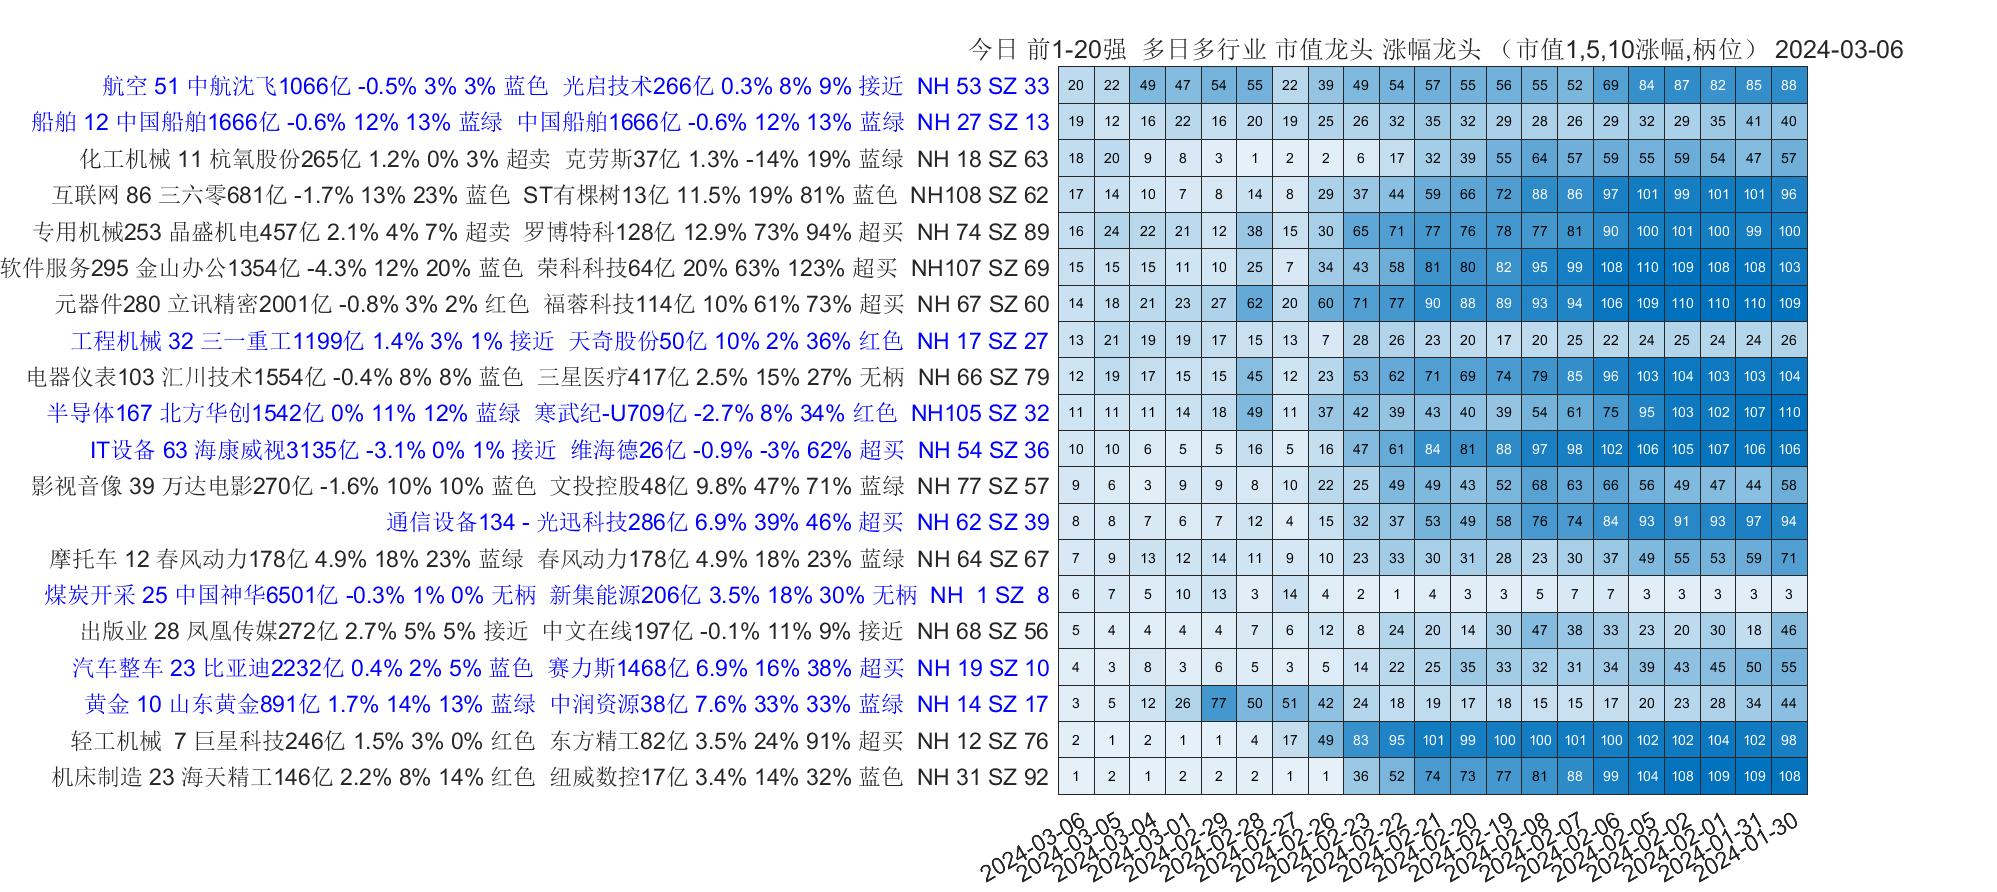 今日 前1-20强 多日多行业 市值龙头 涨幅龙头 （市值1,5,10涨幅,柄位） 2024-03-06
航空 51 中航沈飞1066亿 -0.5% 3% 3% 蓝色 光启技术266亿 0.3% 8% 9% 接近 NH 53 SZ 33 20 22 49 47 54 55 22 39 49 54 57 55 56 55 52 69 84 87 82 85 88
船舶 12 中国船舶1666亿 -0.6% 12% 13% 蓝绿 中国船舶1666亿 -0.6% 12% 13% 蓝绿 NH 27 SZ 13 19 12 16 22 16 20 19 25 26 32 35 32 29 28 26 29 32 29 35 41 40
化工机械 11 杭氧股份265亿 1.2% 0% 3% 超卖 克劳斯37亿 1.3% -14% 19% 蓝绿 NH 18 SZ 63 18 20 9 8 3 1 2 2 6 17 32 39 55 64 57 59 55 59 54 47 57
互联网 86 三六零681亿 -1.7% 13% 23% 蓝色 ST有棵树13亿 11.5% 19% 81% 蓝色 NH108 SZ 62 17 14 10 7 8 14 8 29 37 44 59 66 72 88 86 97 101 99 101 101 96
专用机械253 晶盛机电457亿 2.1% 4% 7% 超卖 罗博特科128亿 12.9% 73% 94% 超买 NH 74 SZ 89 16 24 22 21 12 38 15 30 65 71 77 76 78 77 81 90 100 101 100 99 100
软件服务295 金山办公1354亿 -4.3% 12% 20% 蓝色 荣科科技64亿 20% 63% 123% 超买 NH107 SZ 69 15 15 15 11 10 25 7 34 43 58 81 80 82 95 99 108 110 109 108 108 103
元器件280 立讯精密2001亿 -0.8% 3% 2% 红色 福蓉科技114亿 10% 61% 73% 超买 NH 67 SZ 60 14 18 21 23 27 62 20 60 71 77 90 88 89 93 94 106 109 110 110 110 109
工程机械 32 三一重工1199亿 1.4% 3% 1% 接近 天奇股份50亿 10% 2% 36% 红色 NH 17 SZ 27 13 21 19 19 17 15 13 7 28 26 23 20 17 20 25 22 24 25 24 24 26
电器仪表103 汇川技术1554亿 -0.4% 8% 8% 蓝色 三星医疗417亿 2.5% 15% 27% 无柄 NH 66 SZ 79 12 19 17 15 15 45 12 23 53 62 71 69 74 79 85 96 103 104 103 103 104
半导体167 北方华创1542亿 0% 11% 12% 蓝绿 寒武纪-U709亿 -2.7% 8% 34% 红色 NH105 SZ 32 11 11 11 14 18 49 11 37 42 39 43 40 39 54 61 75 95 103 102 107 110
IT设备 63 海康威视3135亿 -3.1% 0% 1% 接近 维海德26亿 -0.9% -3% 62% 超买 NH 54 SZ 36 10 10 6 5 5 16 5 16 47 61 84 81 88 97 98 102 106 105 107 106 106
影视音像 39 万达电影270亿 -1.6% 10% 10% 蓝色 文投控股48亿 9.8% 47% 71% 蓝绿 NH 77 SZ 57 9 6 3 9 9 8 10 22 25 49 49 43 52 68 63 66 56 49 47 44 58
通信设备134 - 光迅科技286亿 6.9% 39% 46% 超买 NH 62 SZ 39 8 8 7 6 7 12 4 15 32 37 53 49 58 76 74 84 93 91 93 97 94
摩托车 12 春风动力178亿 4.9% 18% 23% 蓝绿 春风动力178亿 4.9% 18% 23% 蓝绿 NH 64 SZ 67 7 9 13 12 14 11 9 10 23 33 30 31 28 23 30 37 49 55 53 59 71
煤炭开采 25 中国神华6501亿 -0.3% 1% 0% 无柄 新集能源206亿 3.5% 18% 30% 无柄 NH 1 SZ 8 6 7 5 10 13 3 14 4 2 1 4 3 3 5 7 7 3 3 3 3 3
出版业 28 凤凰传媒272亿 2.7% 5% 5% 接近 中文在线197亿 -0.1% 11% 9% 接近 NH 68 SZ 56 5 4 4 4 4 7 6 12 8 24 20 14 30 47 38 33 23 20 30 18 46
汽车整车 23 比亚迪2232亿 0.4% 2% 5% 蓝色 赛力斯1468亿 6.9% 16% 38% 超买 NH 19 SZ 10 4 3 8 3 6 5 3 5 14 22 25 35 33 32 31 34 39 43 45 50 55
黄金 10 山东黄金891亿 1.7% 14% 13% 蓝绿 中润资源38亿 7.6% 33% 33% 蓝绿 NH 14 SZ 17 3 5 12 26 77 50 51 42 24 18 19 17 18 15 15 17 20 23 28 34 44
轻工机械 7 巨星科技246亿 1.5% 3% 0% 红色 东方精工82亿 3.5% 24% 91% 超买 NH 12 SZ 76 2 1 2 1 1 4 17 49 83 95 101 99 100 100 101 100 102 102 104 102 98
机床制造 23 海天精工146亿 2.2% 8% 14% 红色 纽威数控17亿 3.4% 14% 32% 蓝色 NH 31 SZ 92 1 2 1 2 2 2 1 1 36 52 74 73 77 81 88 99 104 108 109 109 108
2024-03-06 2024-03-05 2024-03-04 2024-03-01 2024-02-29 2024-02-28 2024-02-27 2024-02-26 2024-02-23 2024-02-22 2024-02-21 2024-02-20 2024-02-19 2024-02-08 2024-02-07 2024-02-06 2024-02-05 2024-02-02 2024-02-01 2024-01-31 2024-01-30